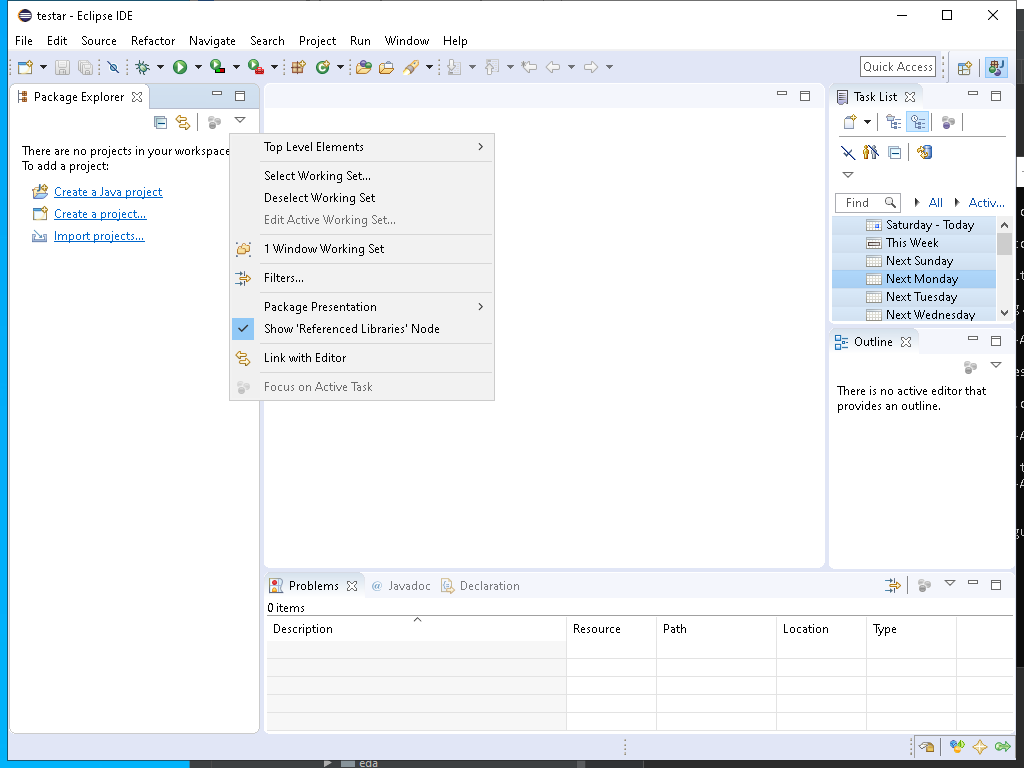 testar - Eclipse IDE
File Edit Source Refactor Navigate Search Project Run Window Help
Quick Access
Package Explorer
There are no projects in your workspace
To add a project:
Create a Java project
Create a project...
Import projects...
Top Level Elements
Select Working Set...
Deselect Working Set
Edit Active Working Set...
1 Window Working Set
Filters...
Package Presentation
Show 'Referenced Libraries' Node
Link with Editor
Focus on Active Task
Task List
Find All Activ...
Saturday - Today
This Week
Next Sunday
Next Monday
Next Tuesday
Next Wednesday
Outline
There is no active editor that
provides an outline.
Problems @ Javadoc Declaration
0 items
Description Resource Path Location Type
eda